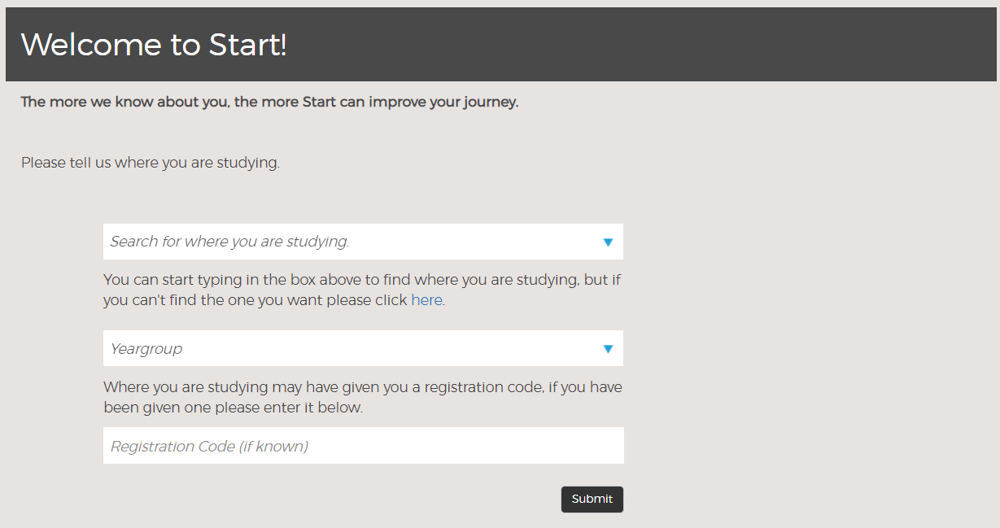 Welcome to Start!
The more we know about you, the more Start can improve your journey.
Please tell us where you are studying.
Search for where you are studying.
You can start typing in the box above to find where you are studying, but if
you can't find the one you want please click here.
Yeargroup
Where you are studying may have given you a registration code, if you have
been given one please enter it below.
Registration Code (if known)
Submit